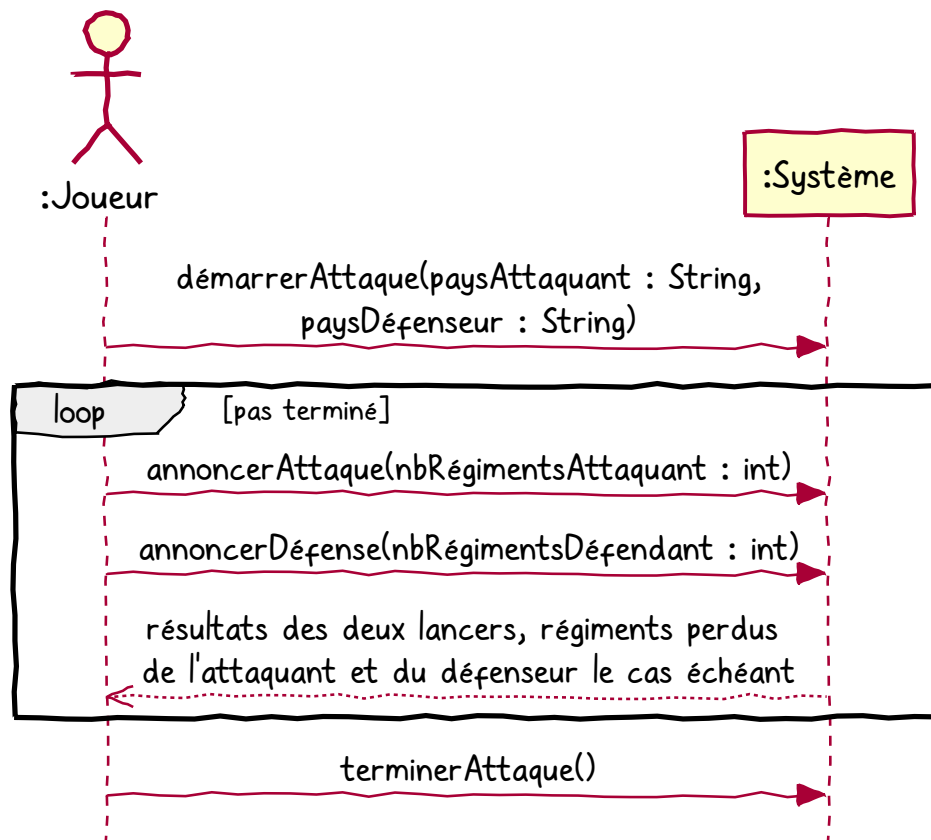 :Joueur
:Système
démarrerAttaque(paysAttaquant : String,
paysDéfenseur : String)
loop
[pas terminé]
annoncerAttaque(nbRégimentsAttaquant : int)
annoncerDéfense(nbRégimentsDéfendant : int)
résultats des deux lancers, régiments perdus
de l'attaquant et du défenseur le cas échéant
terminerAttaque()